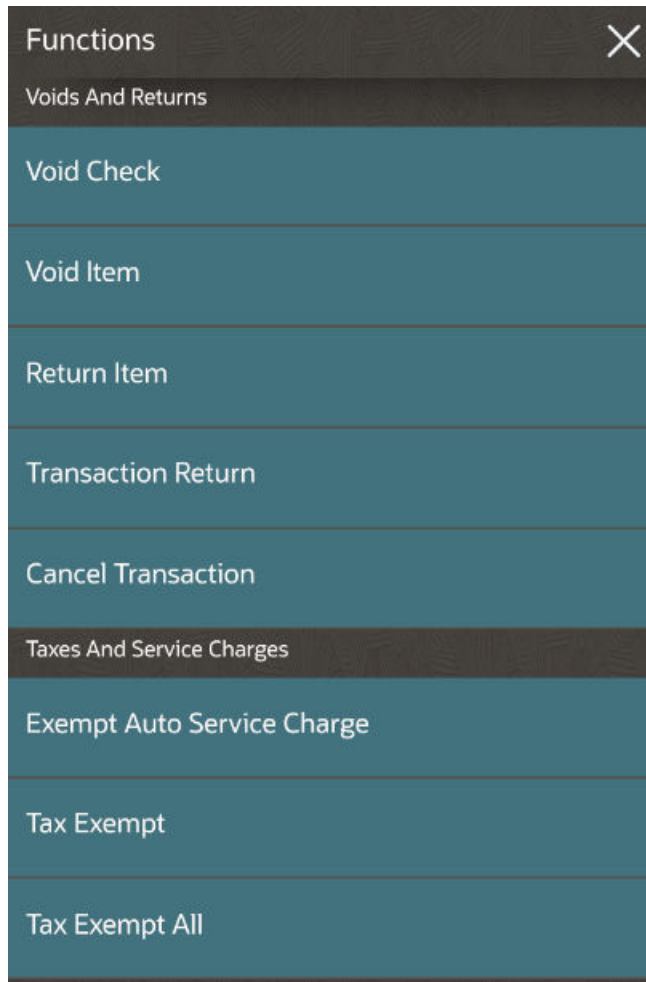 Functions
Voids And Returns
Void Check
Void Item
Return Item
Transaction Return
Cancel Transaction
Taxes And Service Charges
Exempt Auto Service Charge
Tax Exempt
Tax Exempt All